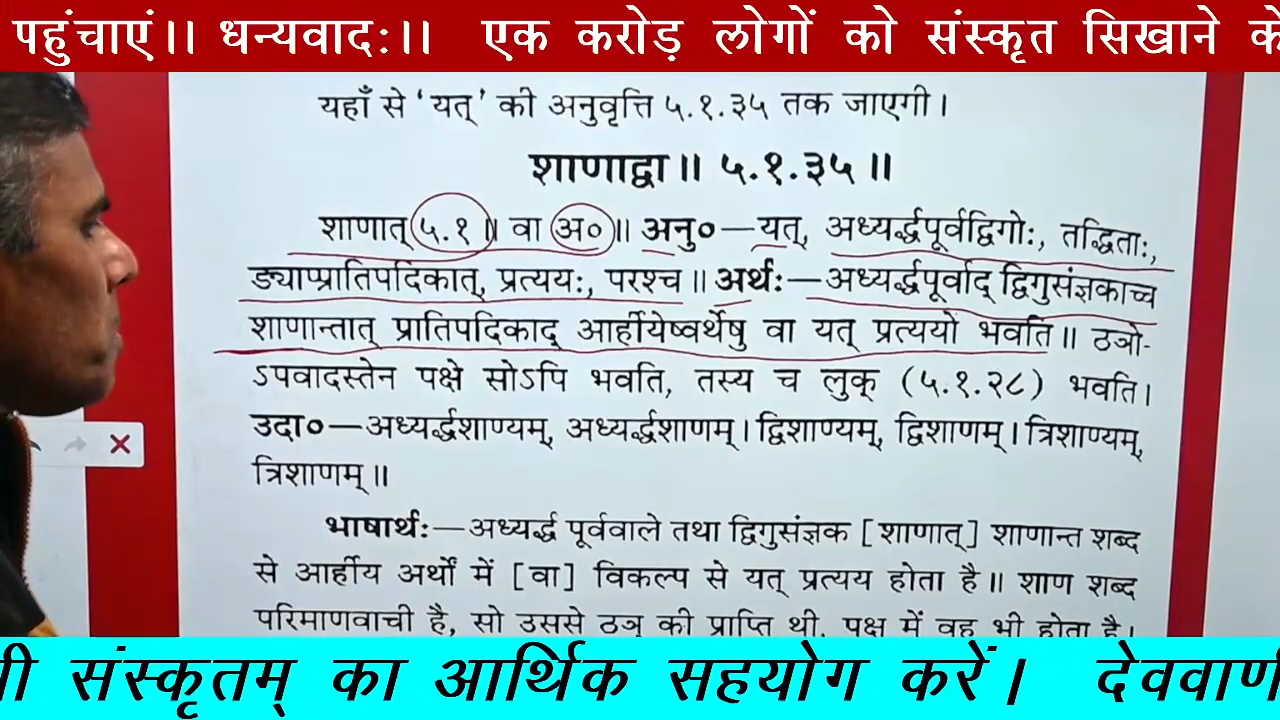 पहुंचाएं।। धन्यवादः।। एक करोड़ लोगों को संस्कृत सिखाने के
यहाँ से 'यत्' की अनुवृत्ति ५.१.३५ तक जाएगी।
शाणाद्वा॥ ५.१.३५॥
शाणात् ५.१॥ वा अ०॥ अनु०—यत्, अध्यर्द्धपूर्वद्विगोः, तद्धिताः,
ङ्याप्प्रातिपदिकात्, प्रत्ययः, परश्च॥ अर्थः—अध्यर्द्धपूर्वाद् द्विगुसंज्ञकाच्च
शाणान्तात् प्रातिपदिकाद् आर्हीयेष्वर्थेषु वा यत् प्रत्ययो भवति॥ ठञो-
ऽपवादस्तेन पक्षे सोऽपि भवति, तस्य च लुक् (५.१.२८) भवति।
उदा०—अध्यर्द्धशाण्यम्, अध्यर्द्धशाणम्। द्विशाण्यम्, द्विशाणम्। त्रिशाण्यम्,
त्रिशाणम्॥
भाषार्थः—अध्यर्द्ध पूर्ववाले तथा द्विगुसंज्ञक [शाणात्] शाणान्त शब्द
से आर्हीय अर्थों में [वा] विकल्प से यत् प्रत्यय होता है॥ शाण शब्द
परिमाणवाची है, सो उससे ठञ् की प्राप्ति थी, पक्ष में वह भी होता है।
संस्कृतम् का आर्थिक सहयोग करें। देववाणी